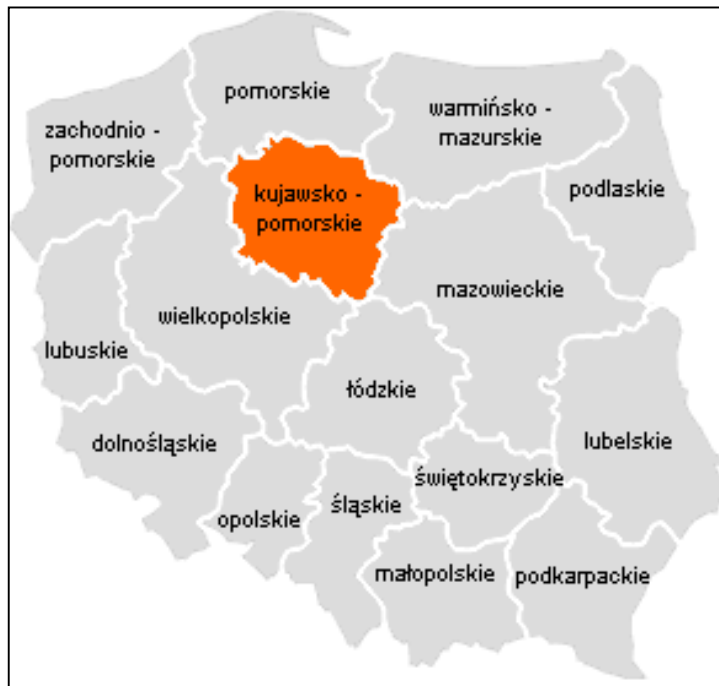 pomorskie
warmińsko -
mazurskie
zachodnio -
pomorskie
podlaskie
kujawsko -
pomorskie
mazowieckie
wielkopolskie
lubuskie
łódzkie
dolnośląskie
lubelskie
świętokrzyskie
śląskie
opolskie
małopolskie
podkarpackie